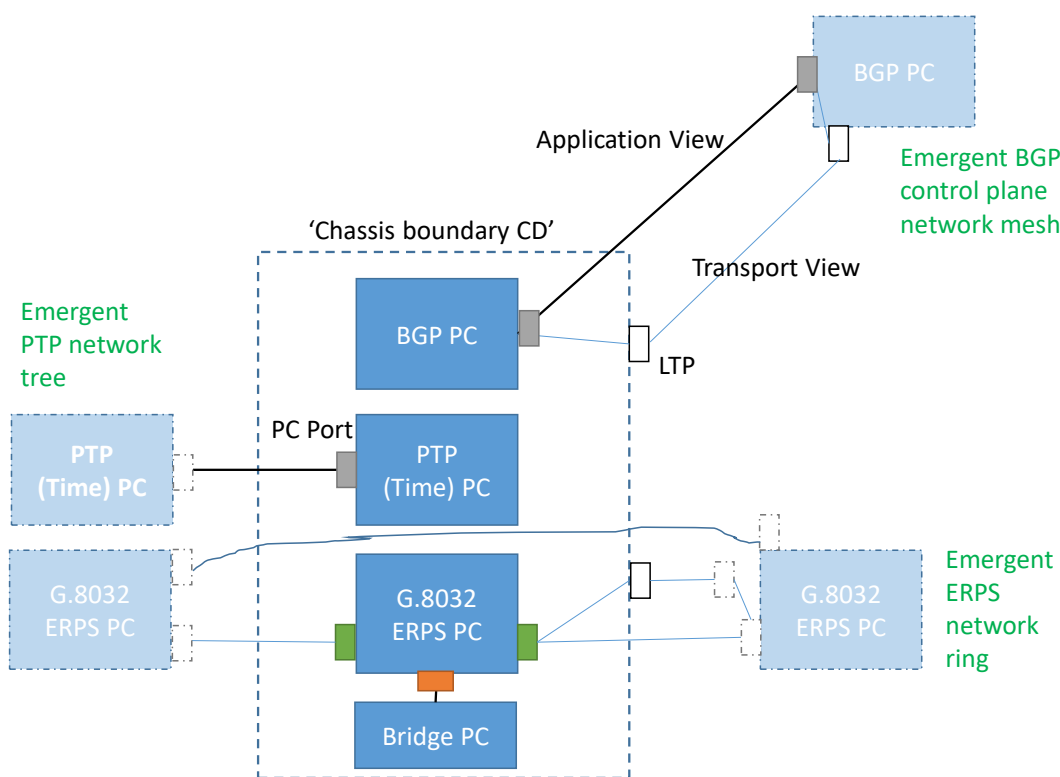 BGP PC
Application View
Emergent BGP
control plane
network mesh
'Chassis boundary CD'
Transport View
Emergent
PTP network
tree
BGP PC
LTP
PC Port
PTP
(Time) PC
PTP
(Time) PC
G.8032
ERPS PC
G.8032
ERPS PC
G.8032
ERPS PC
Emergent
ERPS
network
ring
Bridge PC